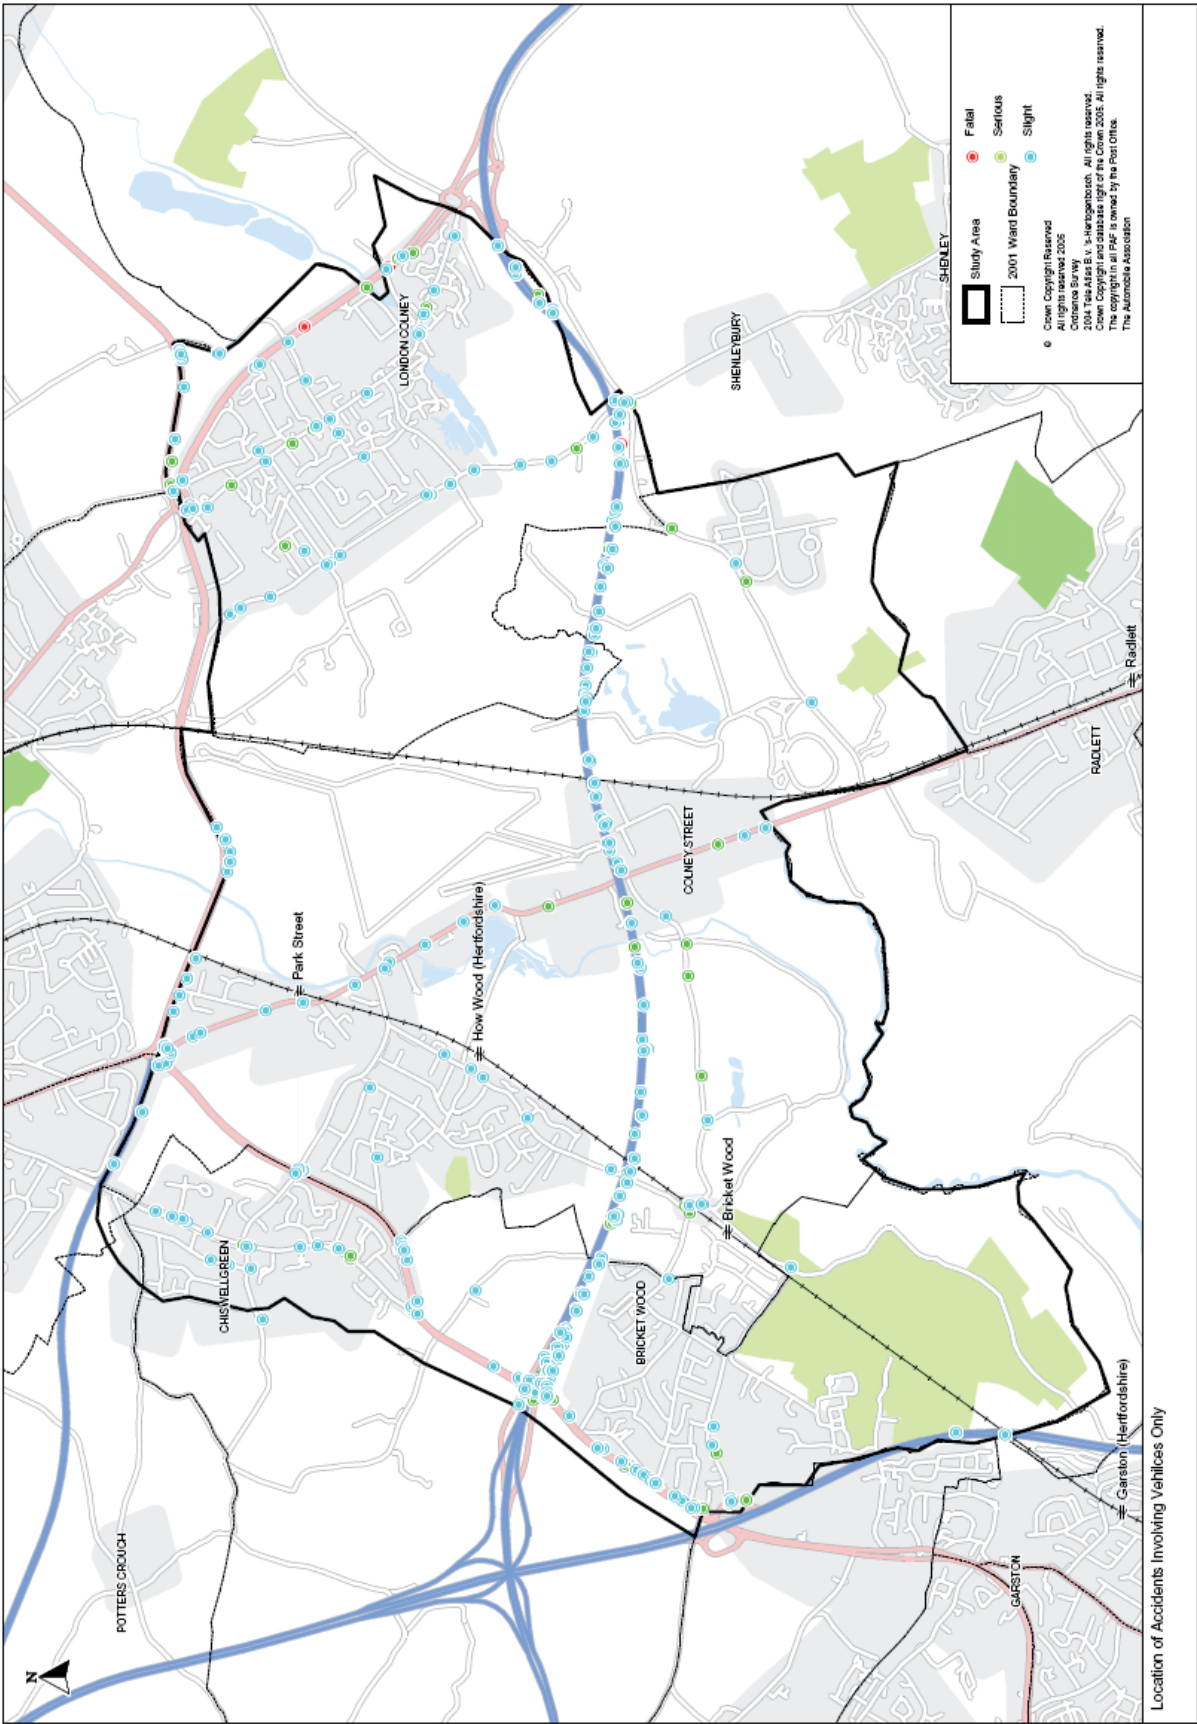 N
POTTERS CROUCH
CHISWELLGREEN
Park Street
How Wood (Hertfordshire)
LONDON COLNEY
COLNEY STREET
SHENLEYBURY
SHENLEY
BRICKET WOOD
Bricket Wood
GARSTON
Garston (Hertfordshire)
RADLETT
Radlett
Study Area
2001 Ward Boundary
Fatal
Serious
Slight
© Crown Copyright Reserved
All rights reserved 2005
Ordnance Survey
2004 Tele Atlas B.v. 's-Hertogenbosch. All rights reserved.
Crown Copyright and database right of the Crown 2005. All rights reserved.
The copyright in all PAF is owned by the Post Office.
The Automobile Association
Location of Accidents Involving Vehilces Only